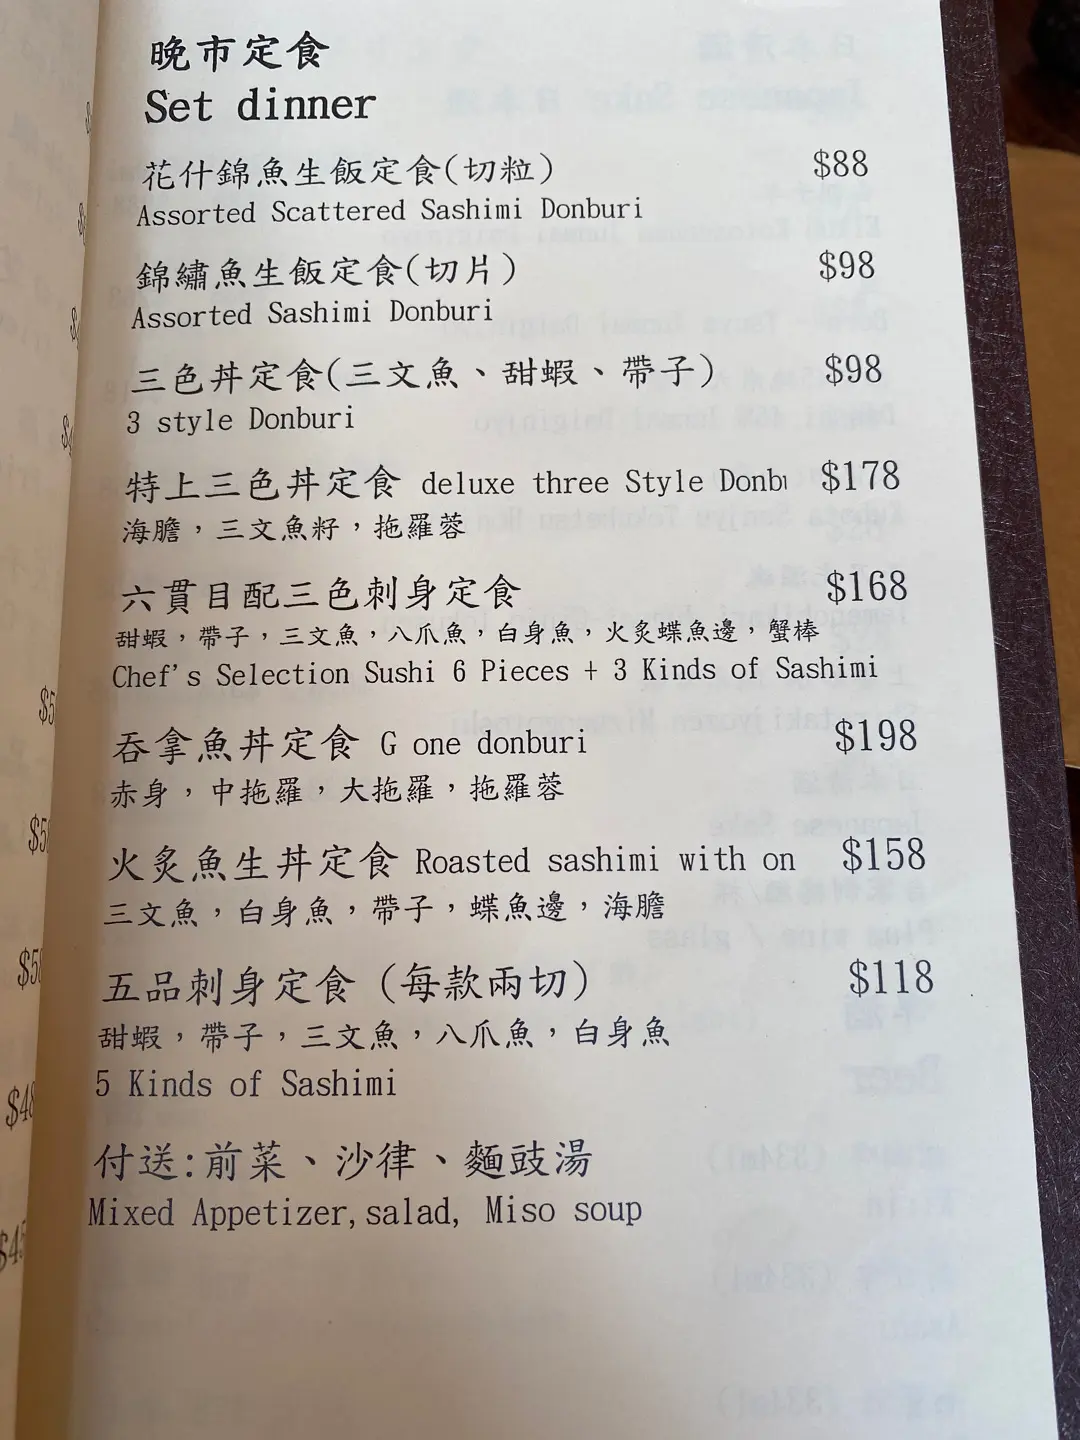 晚市定食
Set dinner
花什錦魚生飯定食(切粒) $88
Assorted Scattered Sashimi Donburi
錦繡魚生飯定食(切片) $98
Assorted Sashimi Donburi
三色丼定食(三文魚、甜蝦、帶子) $98
3 style Donburi
特上三色丼定食 deluxe three Style Donb $178
海膽，三文魚籽，拖羅蓉
六貫目配三色刺身定食 $168
甜蝦，帶子，三文魚，八爪魚，白身魚，火炙蝶魚邊，蟹棒
Chef's Selection Sushi 6 Pieces + 3 Kinds of Sashimi
吞拿魚丼定食 G one donburi $198
赤身，中拖羅，大拖羅，拖羅蓉
火炙魚生丼定食 Roasted sashimi with on $158
三文魚，白身魚，帶子，蝶魚邊，海膽
五品刺身定食 (每款兩切) $118
甜蝦，帶子，三文魚，八爪魚，白身魚
5 Kinds of Sashimi
付送:前菜、沙律、麵豉湯
Mixed Appetizer,salad, Miso soup